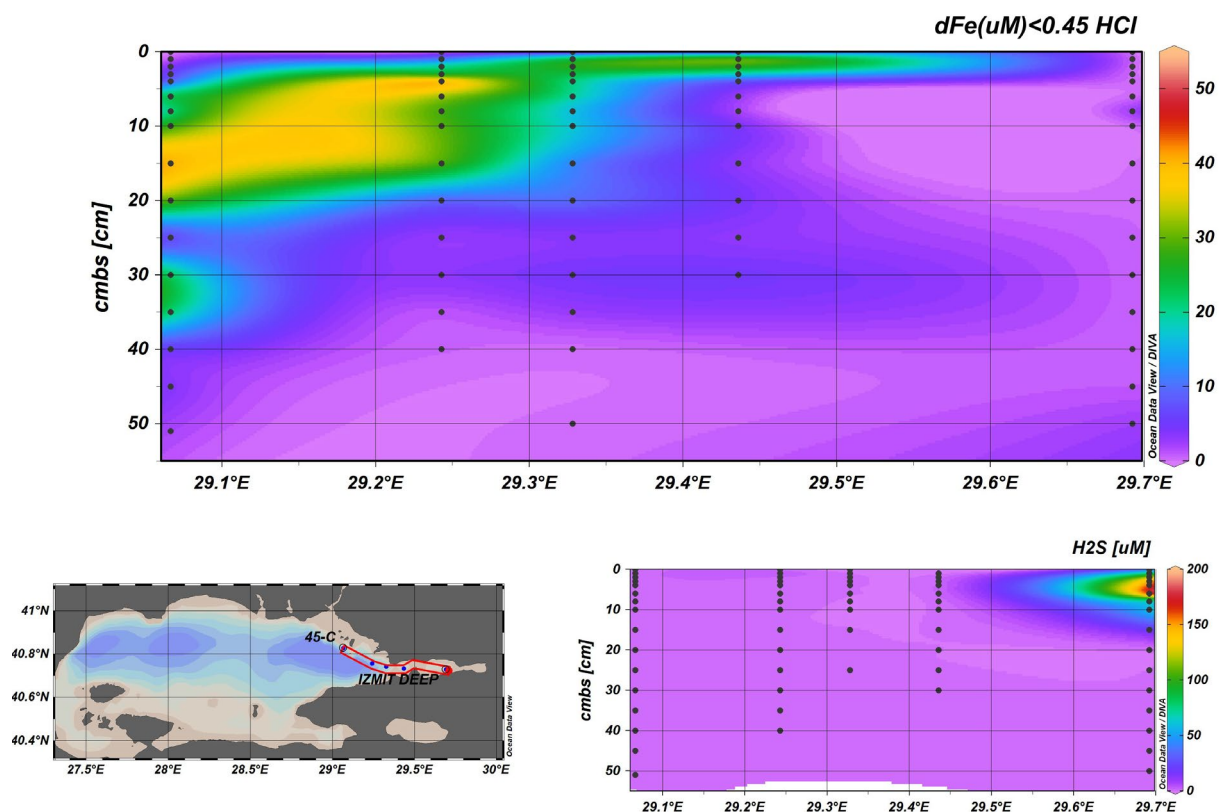 dFe(uM)<0.45 HCl
0
10
20
30
40
50
cmbs [cm]
29.1°E 29.2°E 29.3°E 29.4°E 29.5°E 29.6°E 29.7°E
50
40
30
20
10
0
Ocean Data View / DIVA
41°N
40.8°N
40.6°N
40.4°N
45-C
IZMIT DEEP
27.5°E 28°E 28.5°E 29°E 29.5°E 30°E
Ocean Data View
H2S [uM]
0
10
20
30
40
50
cmbs [cm]
29.1°E 29.2°E 29.3°E 29.4°E 29.5°E 29.6°E 29.7°E
200
150
100
50
0
Ocean Data View / DIVA